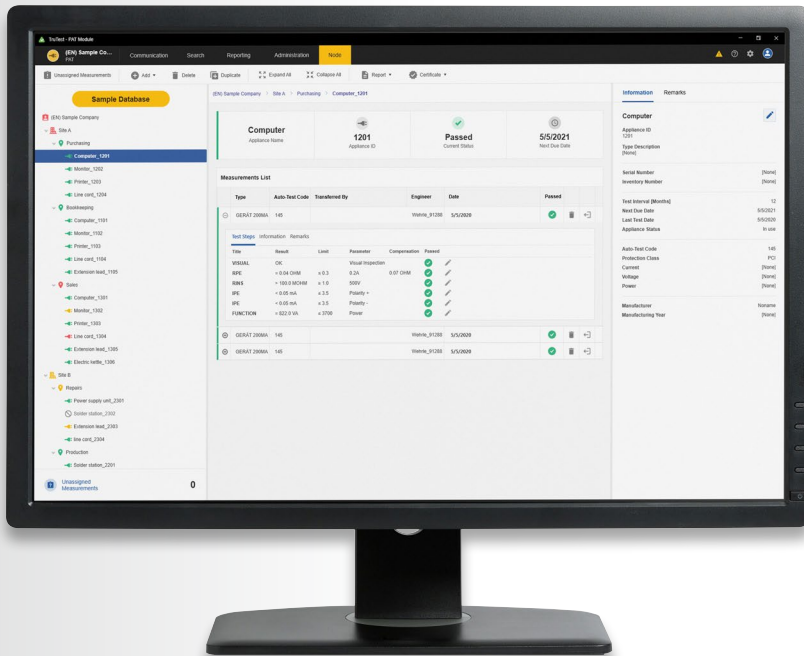 TruTest - PAT Module
(EN) Sample Co...
PAT
Communication Search Reporting Administration Node
Unassigned Measurements Add Delete Duplicate Expand All Collapse All Report Certificate
Sample Database
(EN) Sample Company
Site A
Purchasing
Computer_1201
Monitor_1202
Printer_1203
Line cord_1204
Bookkeeping
Computer_1101
Monitor_1102
Printer_1103
Line cord_1104
Extension lead_1105
Sales
Computer_1301
Monitor_1302
Printer_1303
Line cord_1304
Extension lead_1305
Electric kettle_1306
Site B
Repairs
Power supply unit_2301
Solder station_2302
Extension lead_2303
line cord_2304
Production
Solder station_2201
Unassigned
Measurements
0
(EN) Sample Company > Site A > Purchasing > Computer_1201
Computer
Appliance Name
1201
Appliance ID
Passed
Current Status
5/5/2021
Next Due Date
Measurements List
Type Auto-Test Code Transferred By Engineer Date Passed
GERÄT 200MA 145 5/5/2020
Test Steps Information Remarks
Title Result Limit Parameter Compensation Passed
VISUAL OK Visual Inspection
RPE = 0.04 OHM ≤ 0.3 0.2A 0.07 OHM
RINS > 100.0 MOHM ≥ 1.0 500V
IPE < 0.05 mA ≤ 3.5 Polarity +
IPE < 0.05 mA ≤ 3.5 Polarity -
FUNCTION = 822.0 VA ≤ 3700 Power
GERÄT 200MA 145 5/5/2020
GERÄT 200MA 145 5/5/2020
Information Remarks
Computer
Appliance ID
1201
Type Description
[None]
Serial Number [None]
Inventory Number [None]
Test Interval [Months] 12
Next Due Date 5/5/2021
Last Test Date 5/5/2020
Appliance Status In use
Auto-Test Code 145
Protection Class PCI
Current [None]
Voltage [None]
Power [None]
Manufacturer Noname
Manufacturing Year [None]